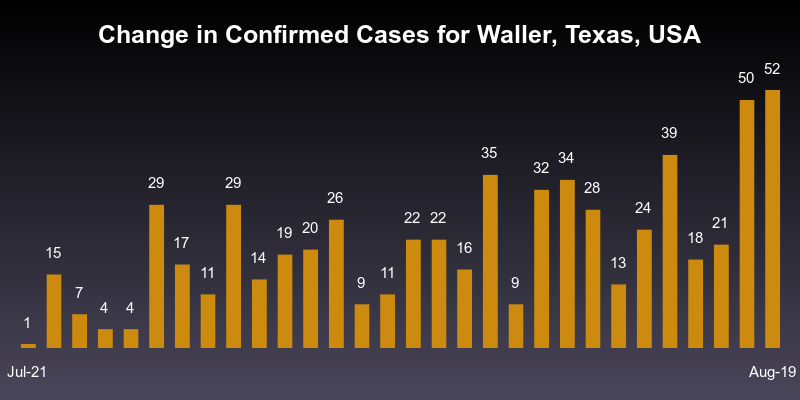 Change in Confirmed Cases for Waller, Texas, USA
1 15 7 4 4 29 17 11 29 14 19 20 26 9 11 22 22 16 35 9 32 34 28 13 24 39 18 21 50 52
Jul-21 Aug-19